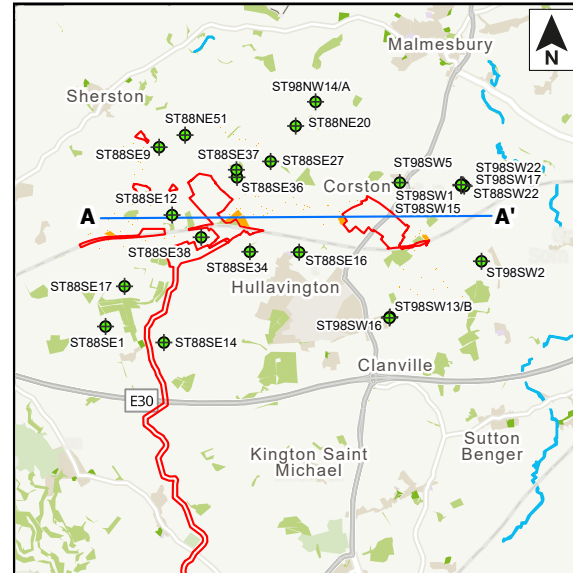 Malmesbury
N
Sherston
ST98NW14/A
ST88NE51
ST88NE20
ST88SE9
ST88SE37
ST88SE27
ST98SW5
ST98SW22
ST98SW17
ST88SE36
Corston
ST98SW1
ST88SW22
ST88SE12
ST98SW15
A
A'
ST88SE38
ST88SE34
ST88SE16
ST98SW2
ST88SE17
Hullavington
ST98SW13/B
ST98SW16
ST88SE1
ST88SE14
Clanville
E30
Kington Saint
Michael
Sutton
Benger